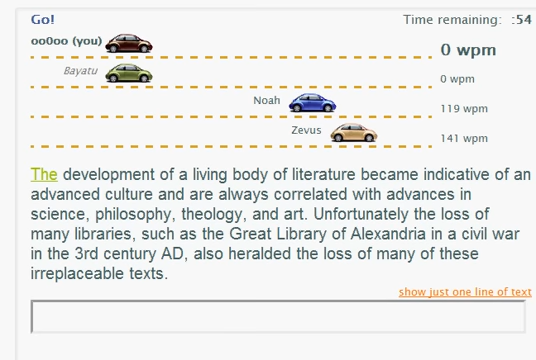 Go! Time remaining: :54
oo0oo (you) 0 wpm
Bayatu 0 wpm
Noah 119 wpm
Zevus 141 wpm
The development of a living body of literature became indicative of an
advanced culture and are always correlated with advances in
science, philosophy, theology, and art. Unfortunately the loss of
many libraries, such as the Great Library of Alexandria in a civil war
in the 3rd century AD, also heralded the loss of many of these
irreplaceable texts.
show just one line of text